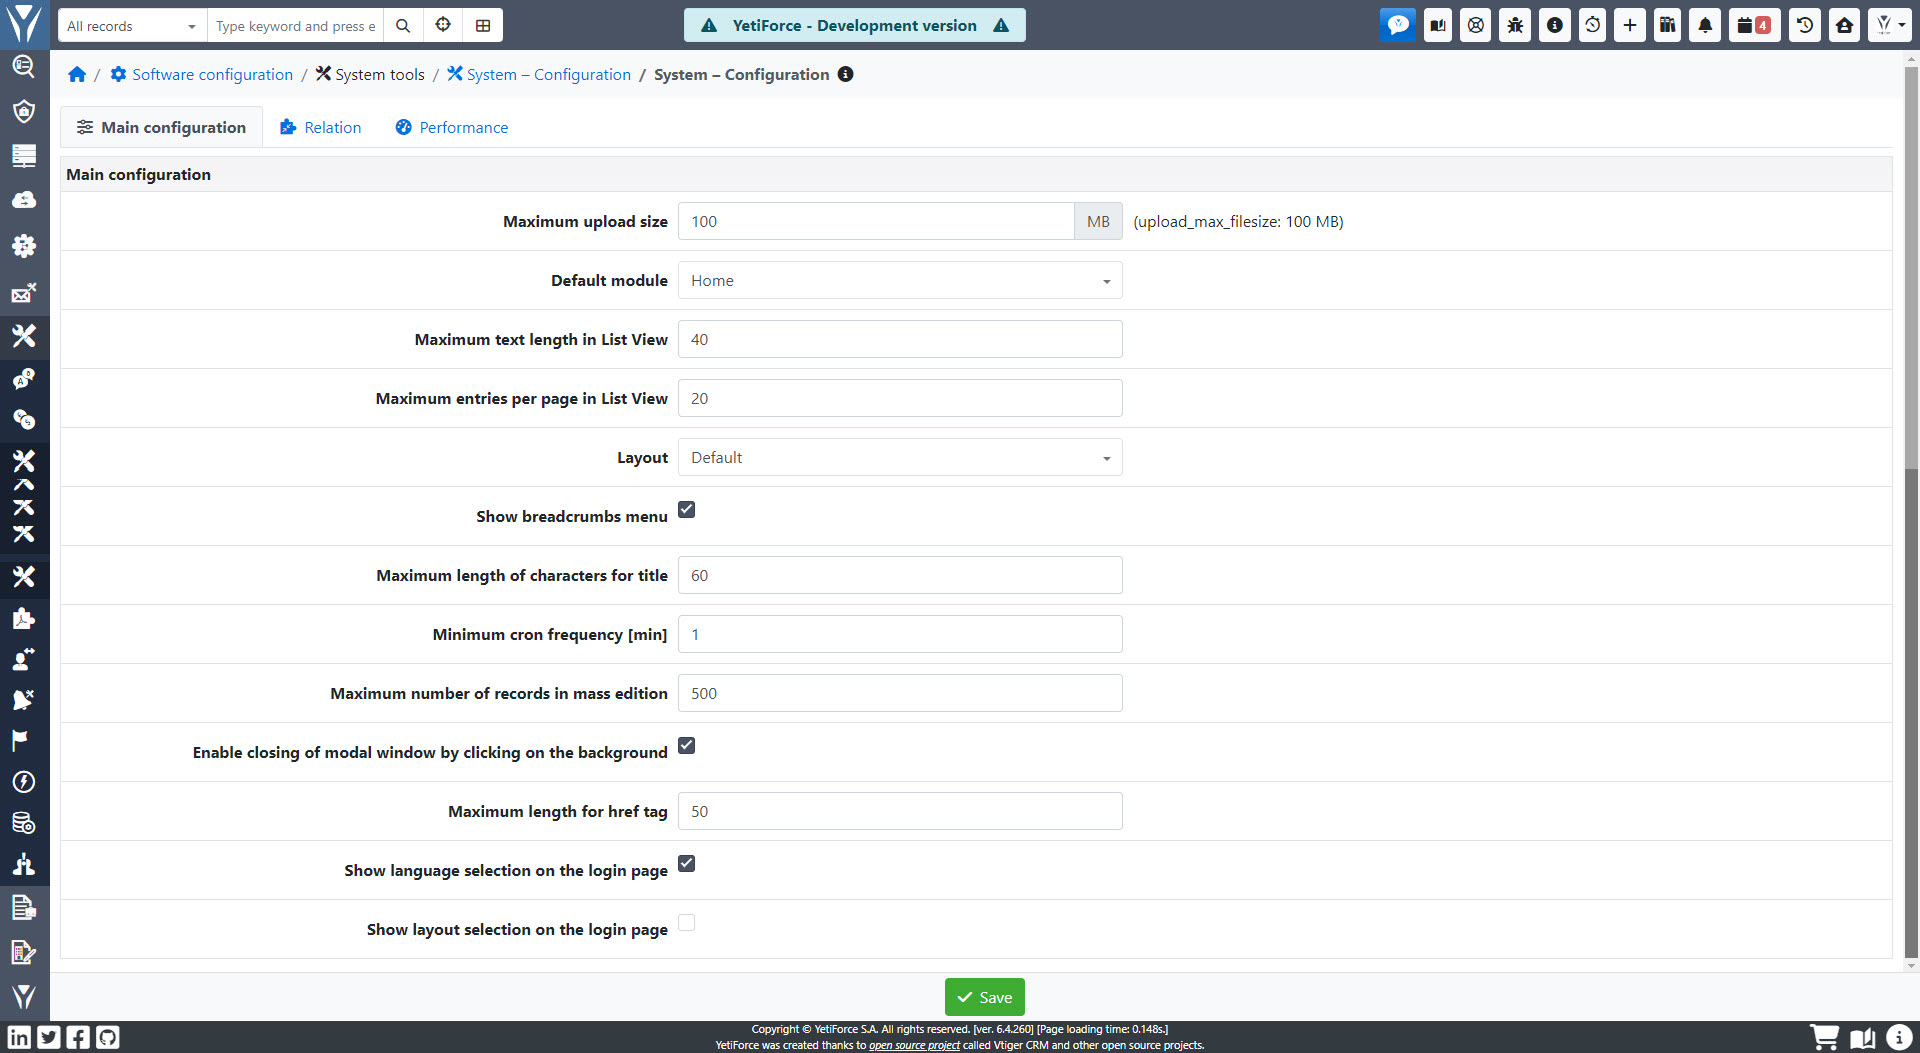 All records
Type keyword and press e
YetiForce - Development version
4
/ Software configuration / System tools / System – Configuration / System – Configuration
Main configuration
Relation
Performance
Main configuration
Maximum upload size
100
MB
(upload_max_filesize: 100 MB)
Default module
Home
Maximum text length in List View
40
Maximum entries per page in List View
20
Layout
Default
Show breadcrumbs menu
Maximum length of characters for title
60
Minimum cron frequency [min]
1
Maximum number of records in mass edition
500
Enable closing of modal window by clicking on the background
Maximum length for href tag
50
Show language selection on the login page
Show layout selection on the login page
Save
Copyright © YetiForce S.A. All rights reserved. [ver. 6.4.260] [Page loading time: 0.148s.]
YetiForce was created thanks to open source project called Vtiger CRM and other open source projects.